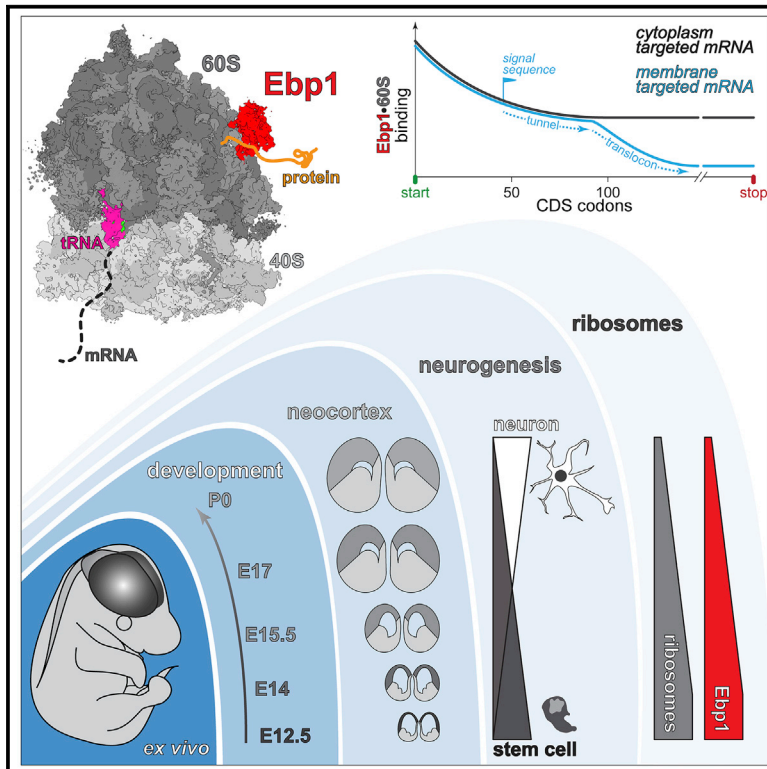 60S
Ebp1
protein
tRNA
40S
mRNA
Ebp1•60S
binding
cytoplasm
targeted mRNA
membrane
targeted mRNA
signal
sequence
tunnel
translocon
start
50
100
stop
CDS codons
ribosomes
neurogenesis
neocortex
development
neuron
P0
E17
E15.5
E14
E12.5
ex vivo
stem cell
ribosomes
Ebp1